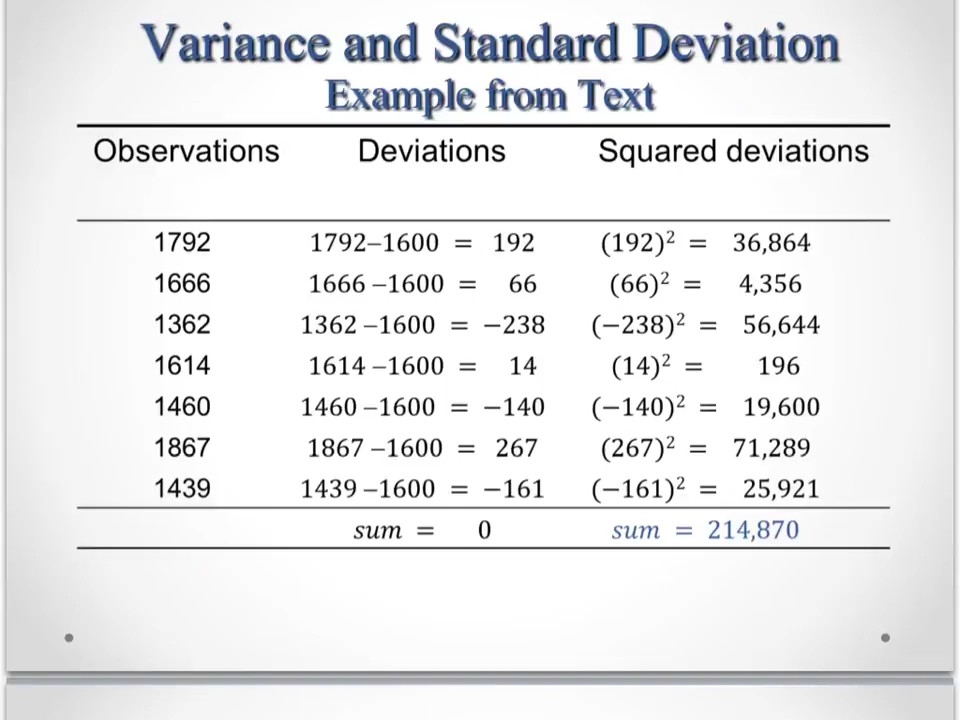 Variance and Standard Deviation
Example from Text
Observations Deviations Squared deviations
1792 1792–1600 = 192 (192)² = 36,864
1666 1666 –1600 = 66 (66)² = 4,356
1362 1362 –1600 = −238 (−238)² = 56,644
1614 1614 –1600 = 14 (14)² = 196
1460 1460 –1600 = −140 (−140)² = 19,600
1867 1867 –1600 = 267 (267)² = 71,289
1439 1439 –1600 = −161 (−161)² = 25,921
sum = 0 sum = 214,870